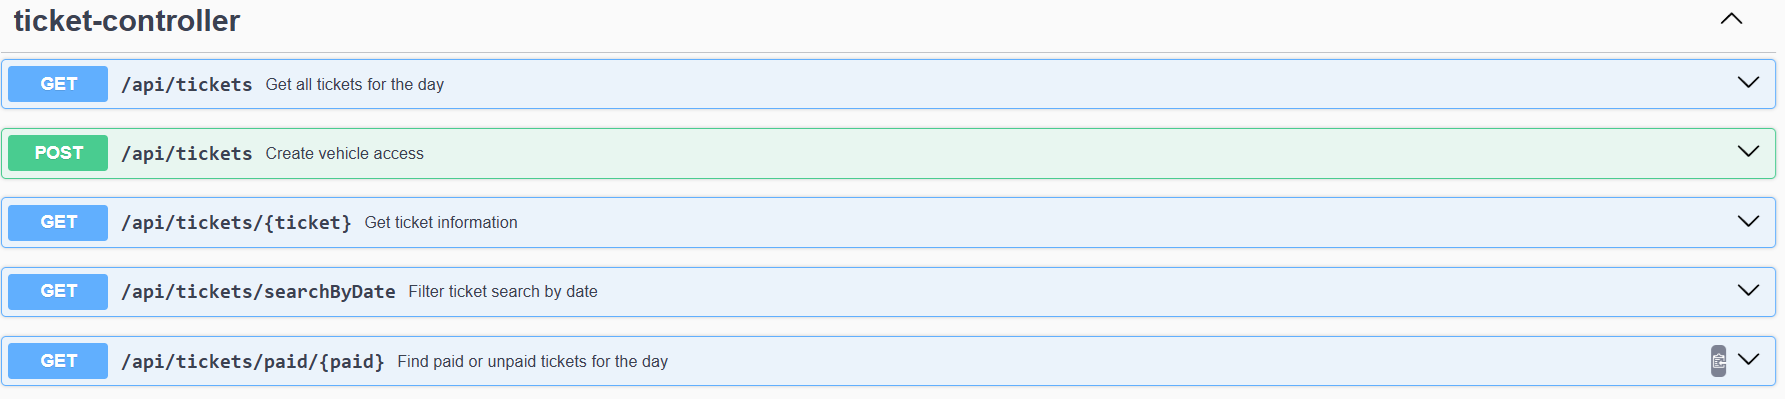 ticket-controller
GET /api/tickets Get all tickets for the day
POST /api/tickets Create vehicle access
GET /api/tickets/{ticket} Get ticket information
GET /api/tickets/searchByDate Filter ticket search by date
GET /api/tickets/paid/{paid} Find paid or unpaid tickets for the day